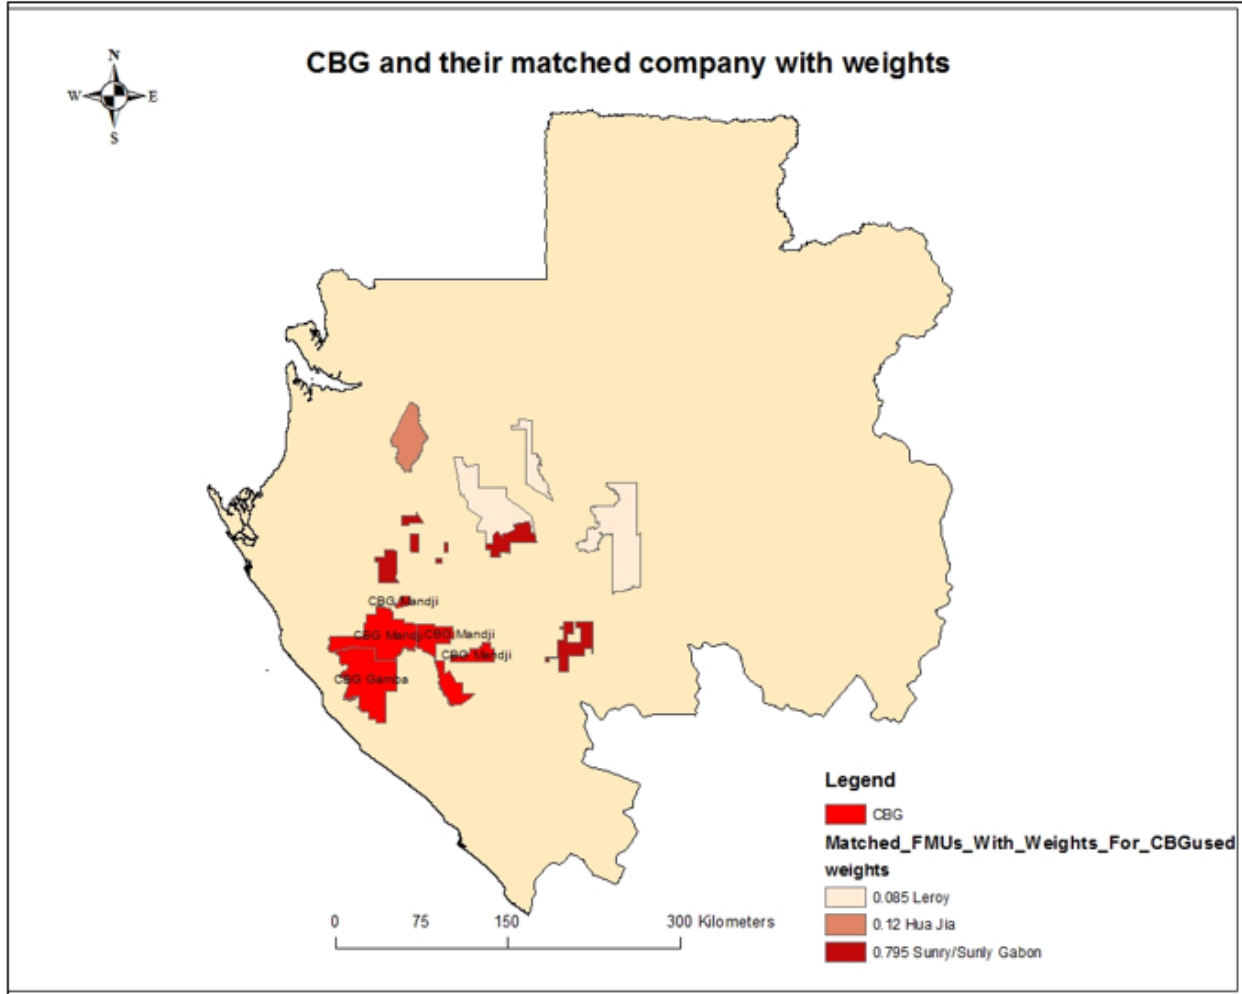 CBG and their matched company with weights
N
W E
S
CBG Mandji
CBG Mandji CBG Mandji
CBG Mandji
CBG Gamba
Legend
CBG
Matched_FMUs_With_Weights_For_CBGused
weights
0.085 Leroy
0.12 Hua Jia
0.795 Sunry/Sunly Gabon
0 75 150 300 Kilometers